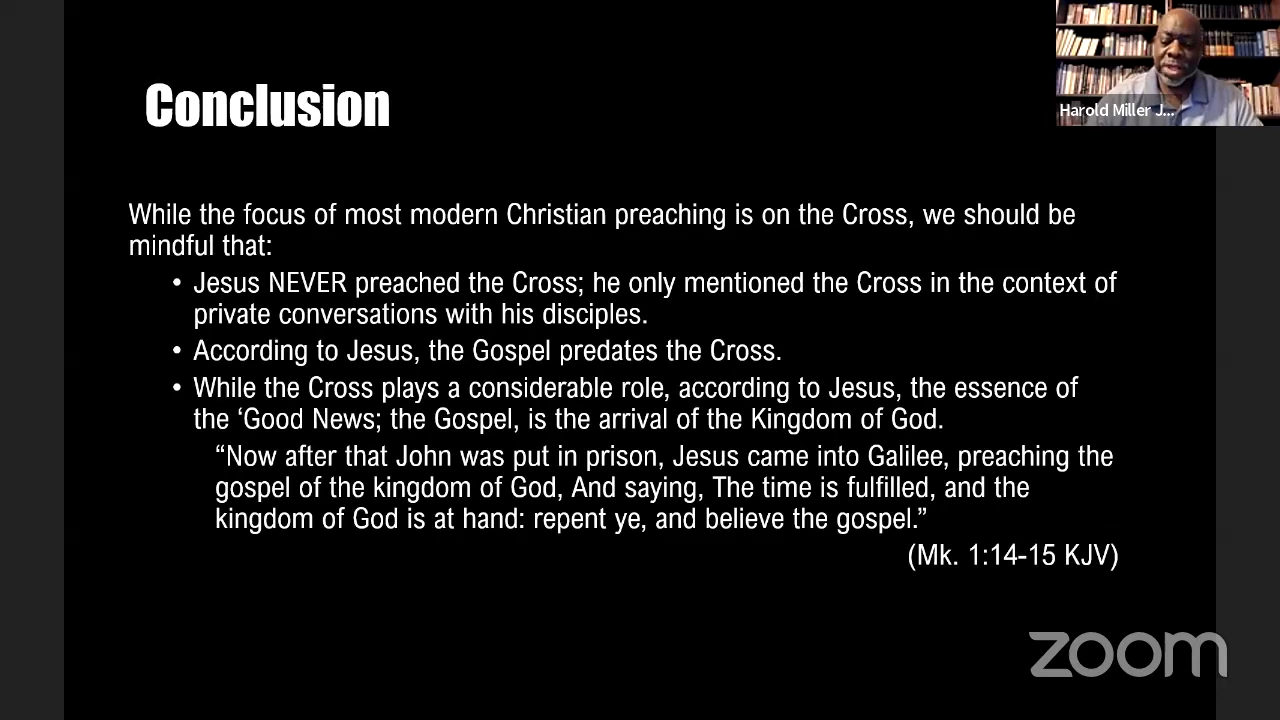 Harold Miller J...
Conclusion
While the focus of most modern Christian preaching is on the Cross, we should be
mindful that:
• Jesus NEVER preached the Cross; he only mentioned the Cross in the context of
private conversations with his disciples.
• According to Jesus, the Gospel predates the Cross.
• While the Cross plays a considerable role, according to Jesus, the essence of
the ‘Good News; the Gospel, is the arrival of the Kingdom of God.
“Now after that John was put in prison, Jesus came into Galilee, preaching the
gospel of the kingdom of God, And saying, The time is fulfilled, and the
kingdom of God is at hand: repent ye, and believe the gospel.”
(Mk. 1:14-15 KJV)
zoom